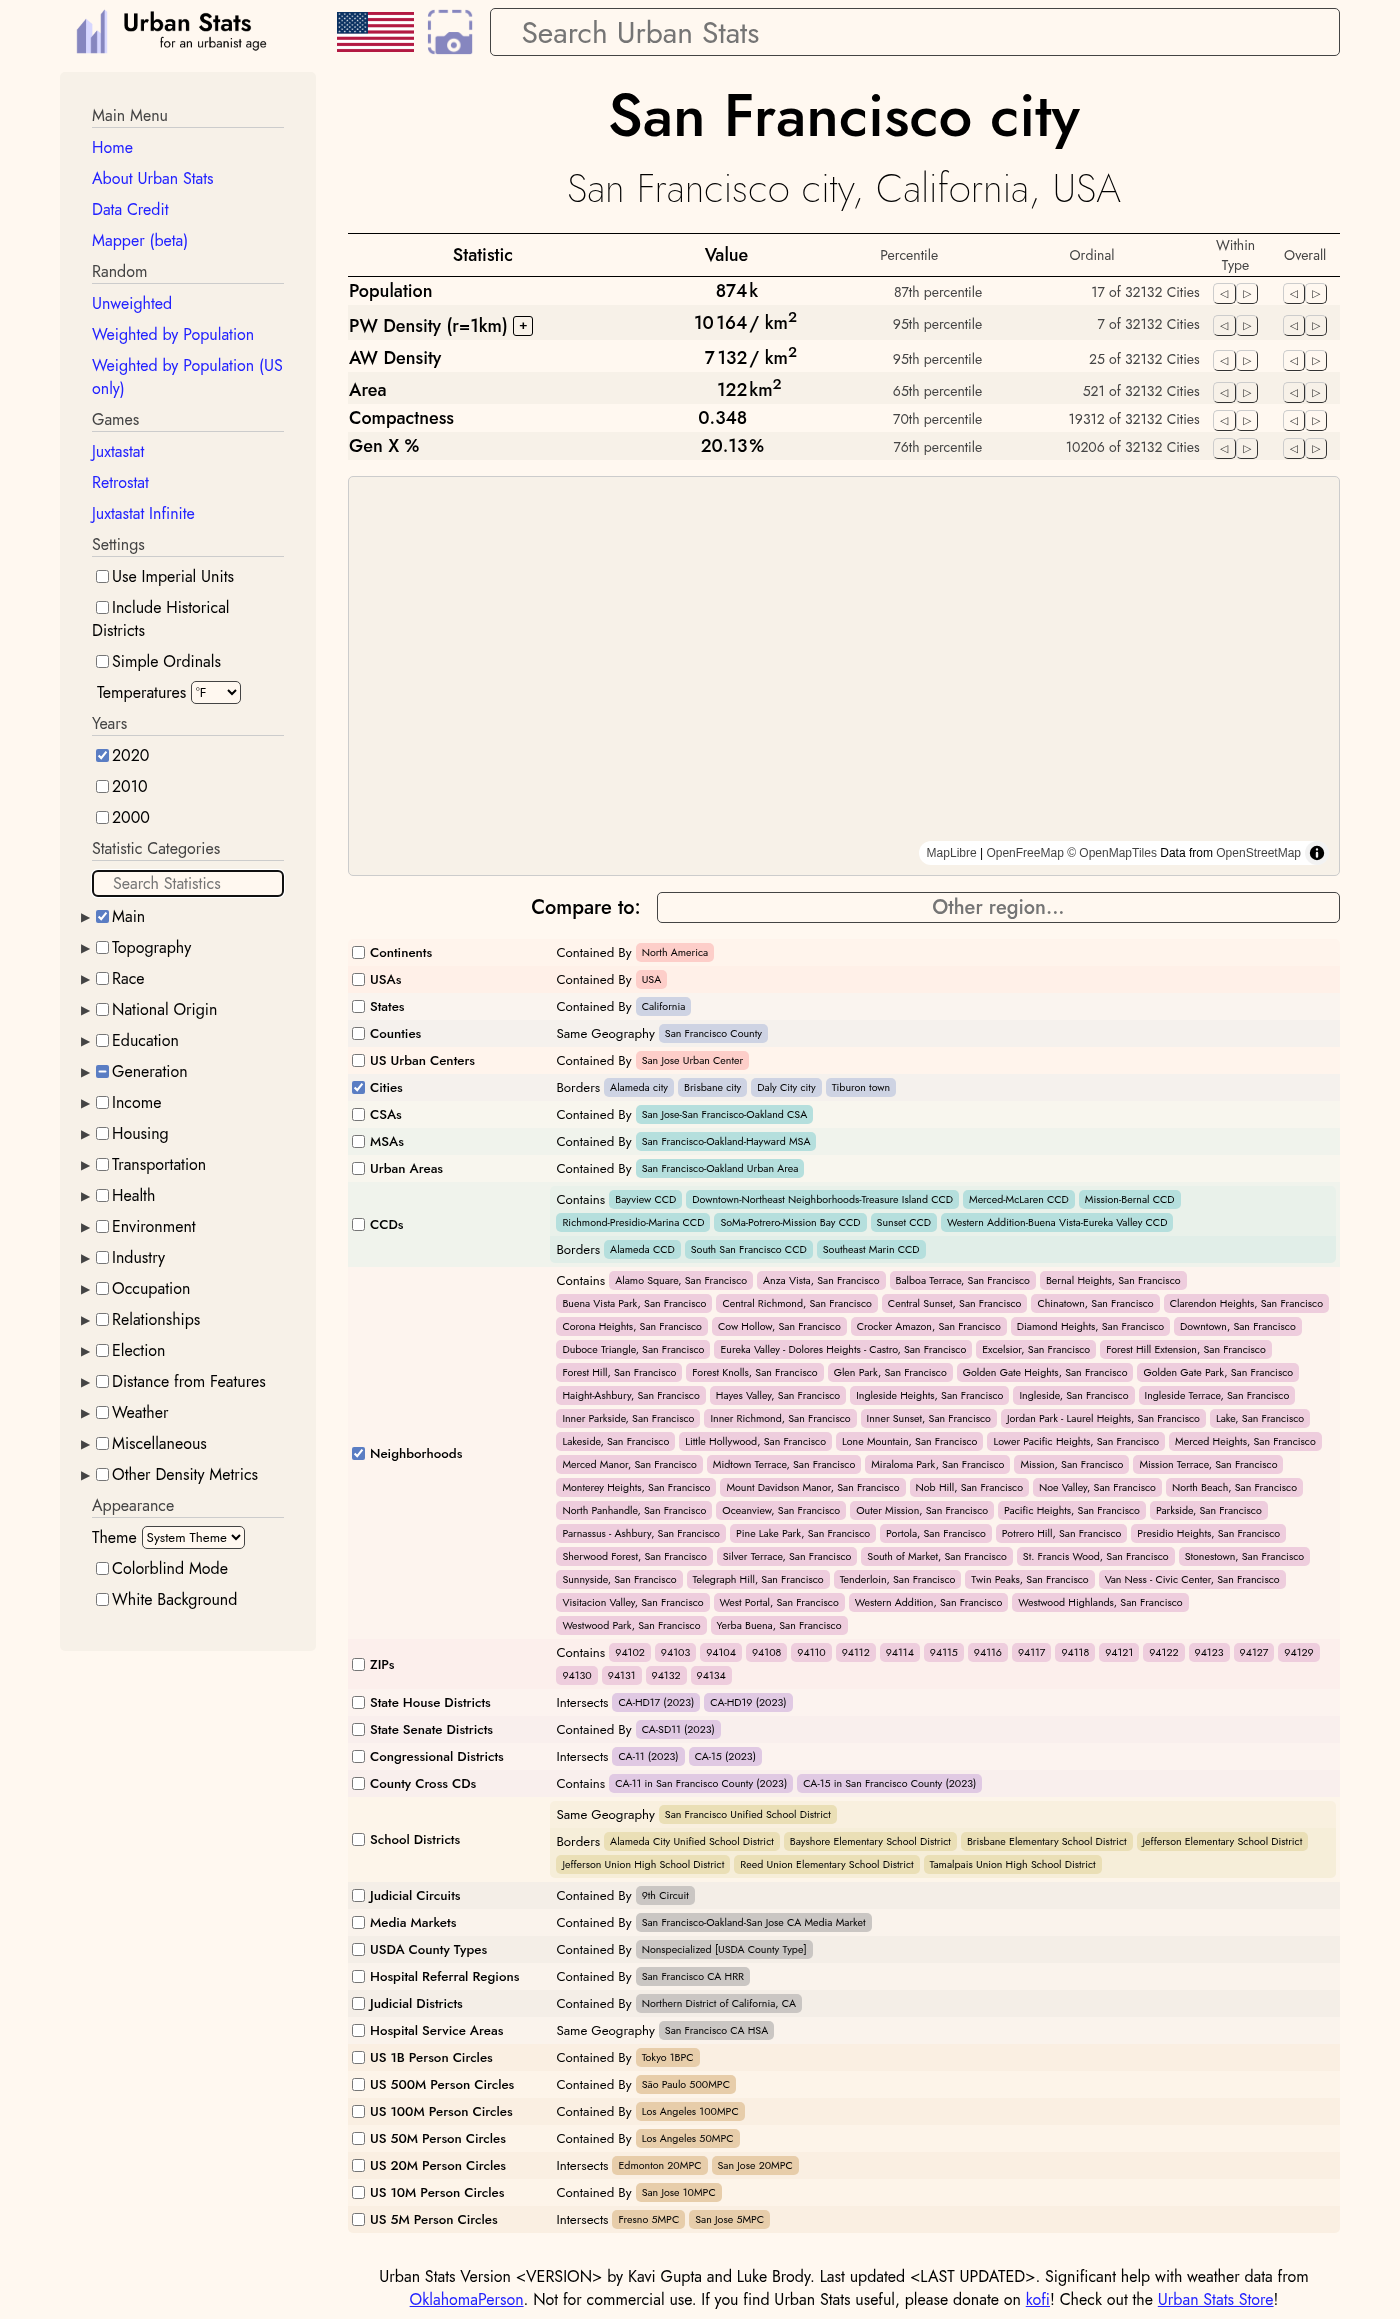 Urban Stats
for an urbanist age
Search Urban Stats
Main Menu
Home
About Urban Stats
Data Credit
Mapper (beta)
Random
Unweighted
Weighted by Population
Weighted by Population (US
only)
Games
Juxtastat
Retrostat
Juxtastat Infinite
Settings
Use Imperial Units
Include Historical
Districts
Simple Ordinals
Temperatures °F
Years
2020
2010
2000
Statistic Categories
Search Statistics
Main
Topography
Race
National Origin
Education
Generation
Income
Housing
Transportation
Health
Environment
Industry
Occupation
Relationships
Election
Distance from Features
Weather
Miscellaneous
Other Density Metrics
Appearance
Theme System Theme
Colorblind Mode
White Background
San Francisco city
San Francisco city, California, USA
Statistic Value Percentile Ordinal Within Type Overall
Population 874k 87th percentile 17 of 32132 Cities
PW Density (r=1km) + 10 164 / km² 95th percentile 7 of 32132 Cities
AW Density 7 132 / km² 95th percentile 25 of 32132 Cities
Area 122 km² 65th percentile 521 of 32132 Cities
Compactness 0.348 70th percentile 19312 of 32132 Cities
Gen X % 20.13% 76th percentile 10206 of 32132 Cities
MapLibre | OpenFreeMap © OpenMapTiles Data from OpenStreetMap
Compare to: Other region...
Continents Contained By North America
USAs Contained By USA
States Contained By California
Counties Same Geography San Francisco County
US Urban Centers Contained By San Jose Urban Center
Cities Borders Alameda city Brisbane city Daly City city Tiburon town
CSAs Contained By San Jose-San Francisco-Oakland CSA
MSAs Contained By San Francisco-Oakland-Hayward MSA
Urban Areas Contained By San Francisco-Oakland Urban Area
CCDs
Contains Bayview CCD Downtown-Northeast Neighborhoods-Treasure Island CCD Merced-McLaren CCD Mission-Bernal CCD
Richmond-Presidio-Marina CCD SoMa-Potrero-Mission Bay CCD Sunset CCD Western Addition-Buena Vista-Eureka Valley CCD
Borders Alameda CCD South San Francisco CCD Southeast Marin CCD
Neighborhoods
Contains Alamo Square, San Francisco Anza Vista, San Francisco Balboa Terrace, San Francisco Bernal Heights, San Francisco
Buena Vista Park, San Francisco Central Richmond, San Francisco Central Sunset, San Francisco Chinatown, San Francisco Clarendon Heights, San Francisco
Corona Heights, San Francisco Cow Hollow, San Francisco Crocker Amazon, San Francisco Diamond Heights, San Francisco Downtown, San Francisco
Duboce Triangle, San Francisco Eureka Valley - Dolores Heights - Castro, San Francisco Excelsior, San Francisco Forest Hill Extension, San Francisco
Forest Hill, San Francisco Forest Knolls, San Francisco Glen Park, San Francisco Golden Gate Heights, San Francisco Golden Gate Park, San Francisco
Haight-Ashbury, San Francisco Hayes Valley, San Francisco Ingleside Heights, San Francisco Ingleside, San Francisco Ingleside Terrace, San Francisco
Inner Parkside, San Francisco Inner Richmond, San Francisco Inner Sunset, San Francisco Jordan Park - Laurel Heights, San Francisco Lake, San Francisco
Lakeside, San Francisco Little Hollywood, San Francisco Lone Mountain, San Francisco Lower Pacific Heights, San Francisco Merced Heights, San Francisco
Merced Manor, San Francisco Midtown Terrace, San Francisco Miraloma Park, San Francisco Mission, San Francisco Mission Terrace, San Francisco
Monterey Heights, San Francisco Mount Davidson Manor, San Francisco Nob Hill, San Francisco Noe Valley, San Francisco North Beach, San Francisco
North Panhandle, San Francisco Oceanview, San Francisco Outer Mission, San Francisco Pacific Heights, San Francisco Parkside, San Francisco
Parnassus - Ashbury, San Francisco Pine Lake Park, San Francisco Portola, San Francisco Potrero Hill, San Francisco Presidio Heights, San Francisco
Sherwood Forest, San Francisco Silver Terrace, San Francisco South of Market, San Francisco St. Francis Wood, San Francisco Stonestown, San Francisco
Sunnyside, San Francisco Telegraph Hill, San Francisco Tenderloin, San Francisco Twin Peaks, San Francisco Van Ness - Civic Center, San Francisco
Visitacion Valley, San Francisco West Portal, San Francisco Western Addition, San Francisco Westwood Highlands, San Francisco
Westwood Park, San Francisco Yerba Buena, San Francisco
ZIPs
Contains 94102 94103 94104 94108 94110 94112 94114 94115 94116 94117 94118 94121 94122 94123 94127 94129
94130 94131 94132 94134
State House Districts Intersects CA-HD17 (2023) CA-HD19 (2023)
State Senate Districts Contained By CA-SD11 (2023)
Congressional Districts Intersects CA-11 (2023) CA-15 (2023)
County Cross CDs Contains CA-11 in San Francisco County (2023) CA-15 in San Francisco County (2023)
School Districts
Same Geography San Francisco Unified School District
Borders Alameda City Unified School District Bayshore Elementary School District Brisbane Elementary School District Jefferson Elementary School District
Jefferson Union High School District Reed Union Elementary School District Tamalpais Union High School District
Judicial Circuits Contained By 9th Circuit
Media Markets Contained By San Francisco-Oakland-San Jose CA Media Market
USDA County Types Contained By Nonspecialized [USDA County Type]
Hospital Referral Regions Contained By San Francisco CA HRR
Judicial Districts Contained By Northern District of California, CA
Hospital Service Areas Same Geography San Francisco CA HSA
US 1B Person Circles Contained By Tokyo 1BPC
US 500M Person Circles Contained By São Paulo 500MPC
US 100M Person Circles Contained By Los Angeles 100MPC
US 50M Person Circles Contained By Los Angeles 50MPC
US 20M Person Circles Intersects Edmonton 20MPC San Jose 20MPC
US 10M Person Circles Contained By San Jose 10MPC
US 5M Person Circles Intersects Fresno 5MPC San Jose 5MPC
Urban Stats Version <VERSION> by Kavi Gupta and Luke Brody. Last updated <LAST UPDATED>. Significant help with weather data from
OklahomaPerson. Not for commercial use. If you find Urban Stats useful, please donate on kofi! Check out the Urban Stats Store!